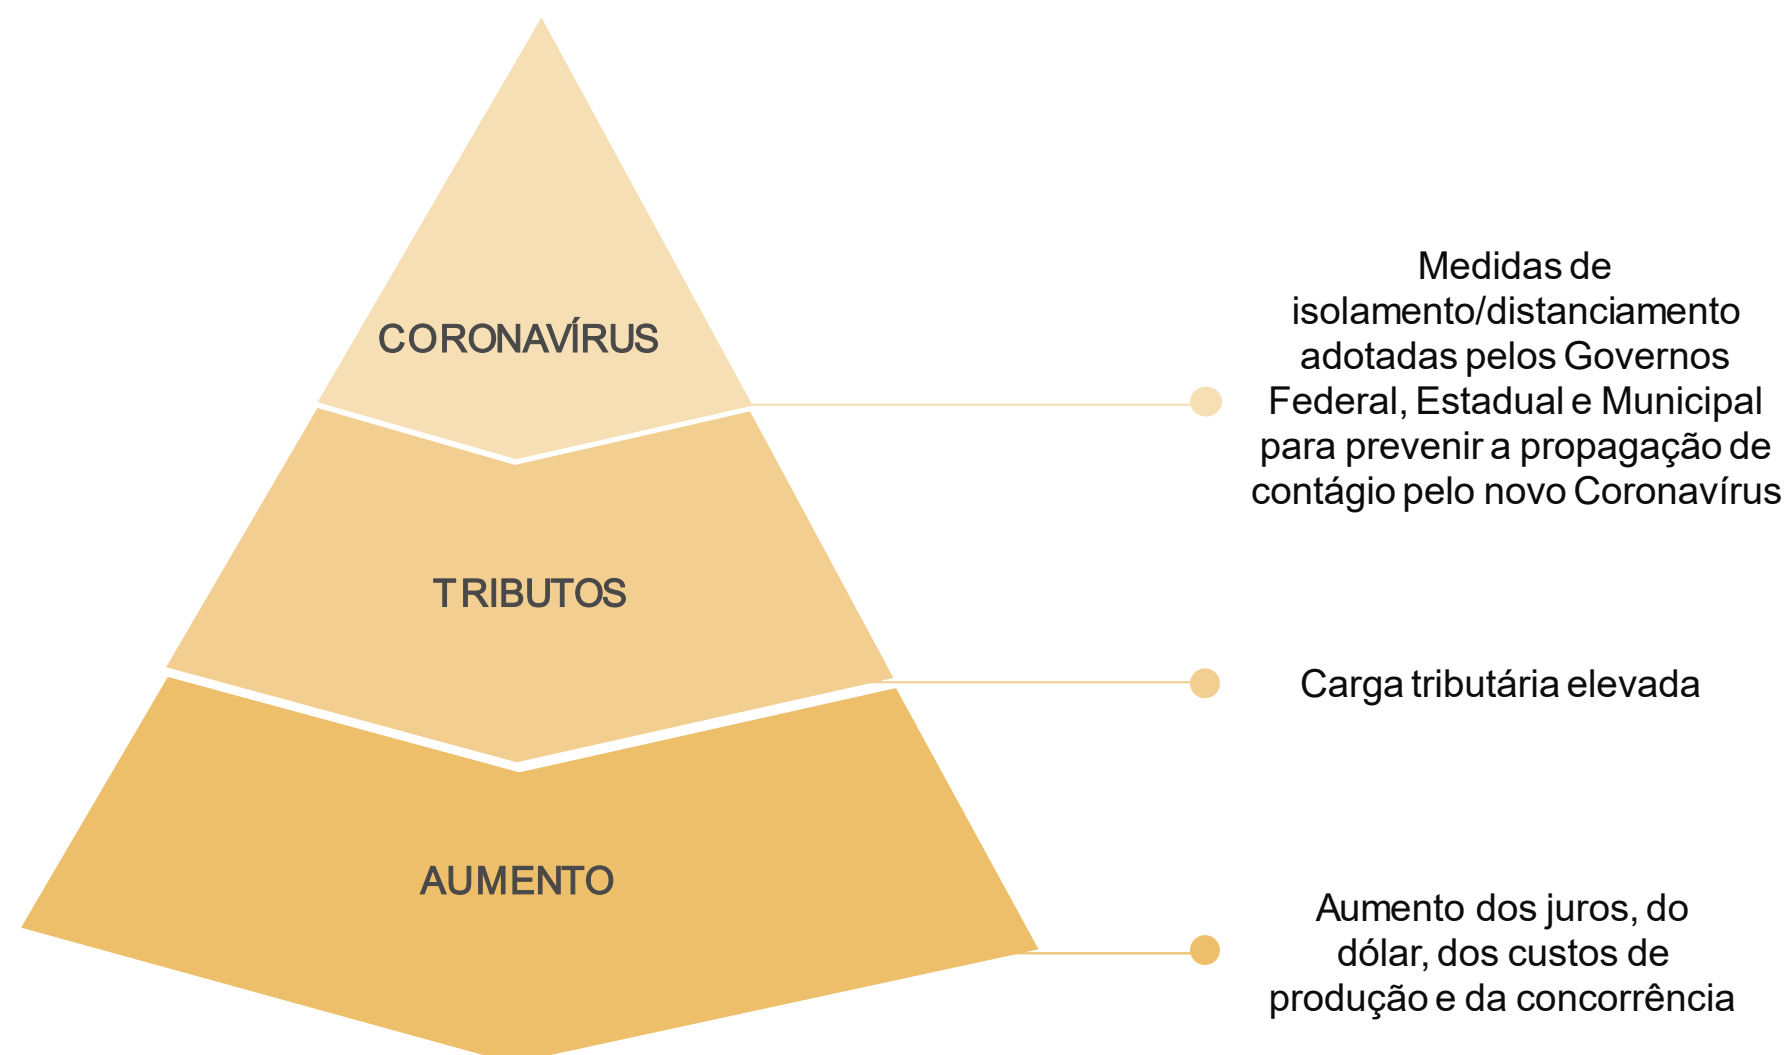 CORONAVÍRUS
Medidas de
isolamento/distanciamento
adotadas pelos Governos
Federal, Estadual e Municipal
para prevenir a propagação de
contágio pelo novo Coronavírus
TRIBUTOS
Carga tributária elevada
AUMENTO
Aumento dos juros, do
dólar, dos custos de
produção e da concorrência